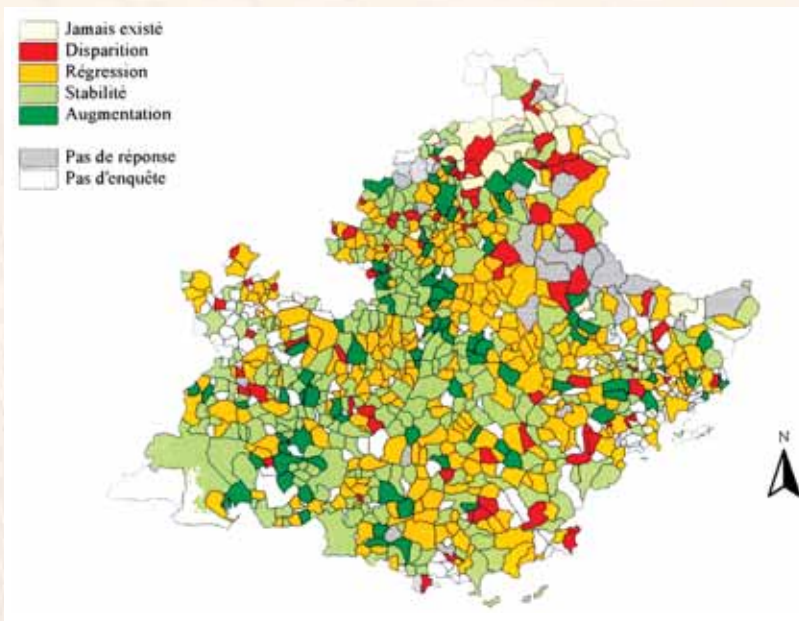 Jamais existé
Disparition
Régression
Stabilité
Augmentation
Pas de réponse
Pas d'enquête
N